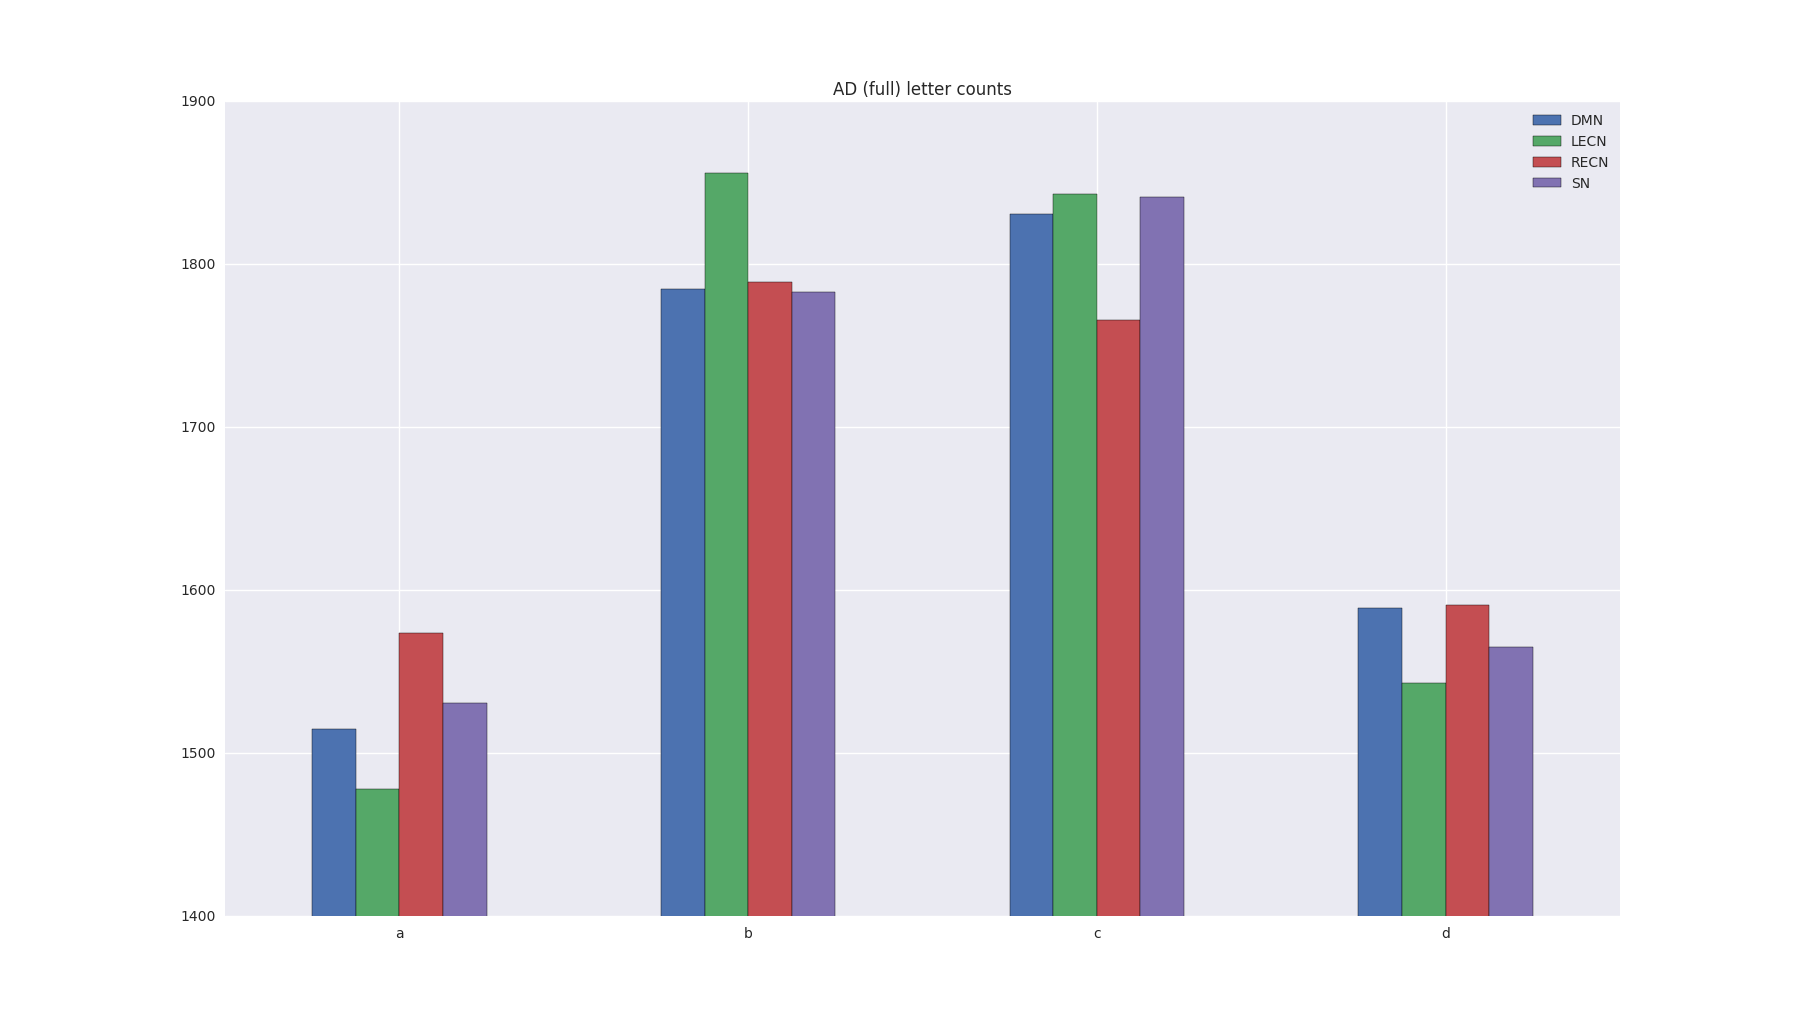 AD (full) letter counts
1900
1800
1700
1600
1500
1400
a b c d
DMN
LECN
RECN
SN